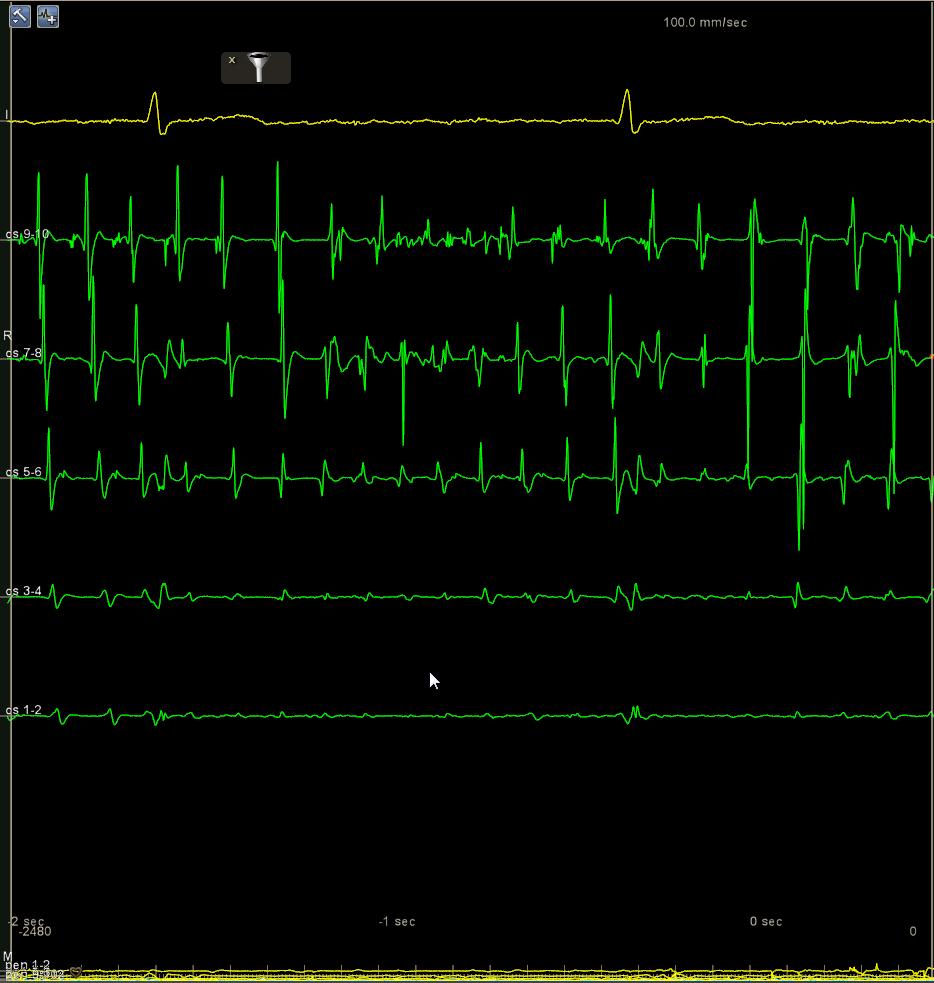 100.0 mm/sec
x
I
cs 9-10
R
cs 7-8
cs 5-6
cs 3-4
cs 1-2
-2 sec -1 sec 0 sec
-2480 0
M
pen 1-2